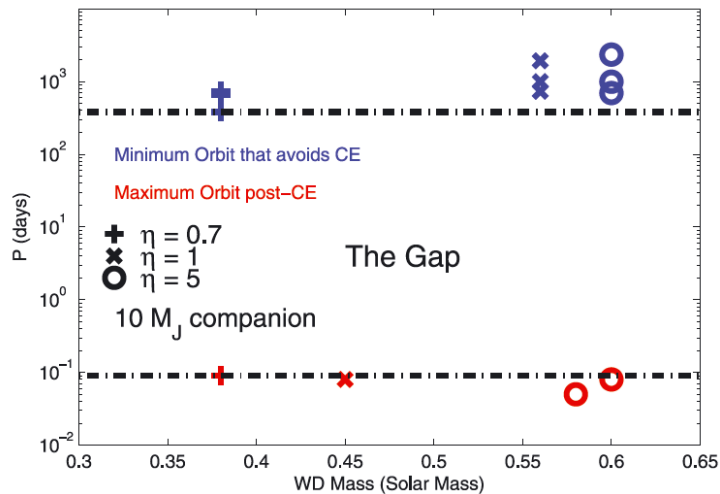 10³
10²
10¹
10⁰
10⁻¹
10⁻²
P (days)
Minimum Orbit that avoids CE
Maximum Orbit post-CE
η = 0.7
η = 1
η = 5
The Gap
10 M_J companion
0.3 0.35 0.4 0.45 0.5 0.55 0.6 0.65
WD Mass (Solar Mass)